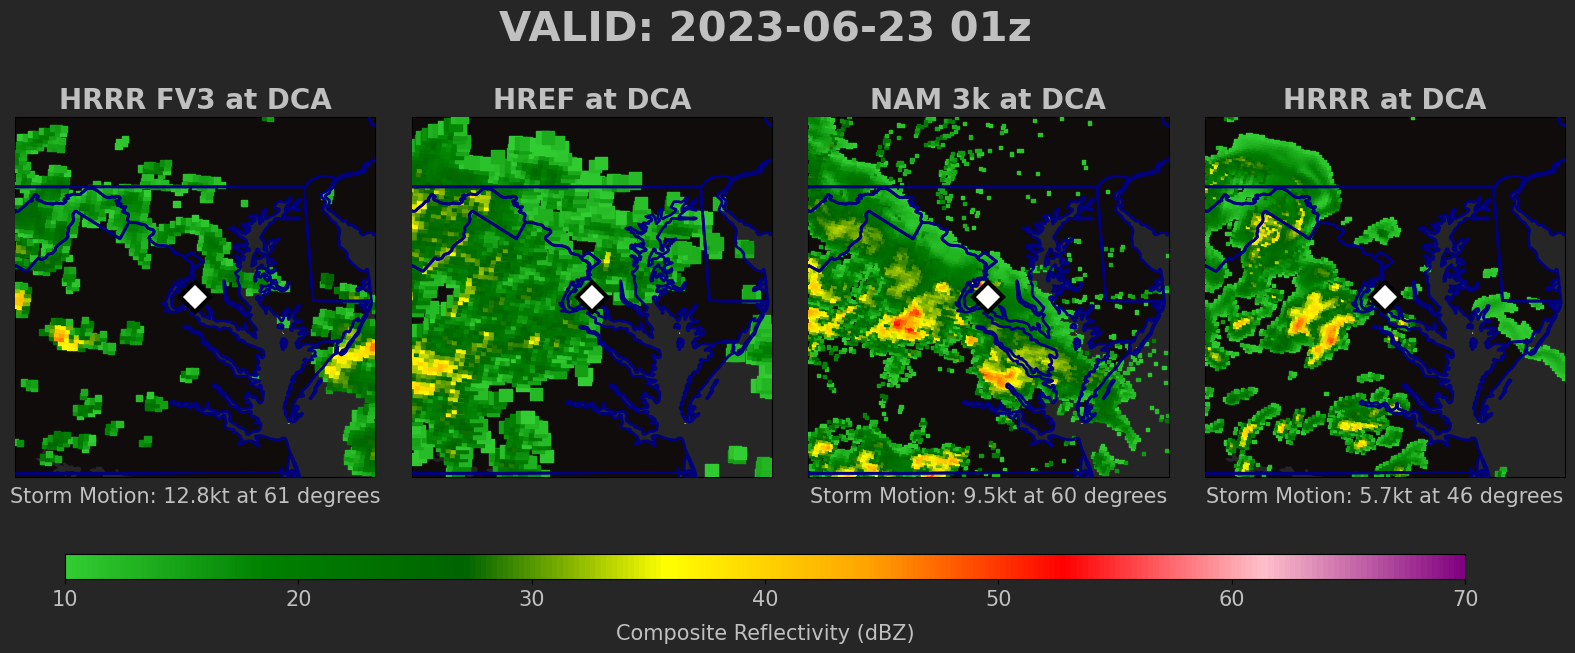 VALID: 2023-06-23 01z
HRRR FV3 at DCA
HREF at DCA
NAM 3k at DCA
HRRR at DCA
Storm Motion: 12.8kt at 61 degrees
Storm Motion: 9.5kt at 60 degrees
Storm Motion: 5.7kt at 46 degrees
10 20 30 40 50 60 70
Composite Reflectivity (dBZ)